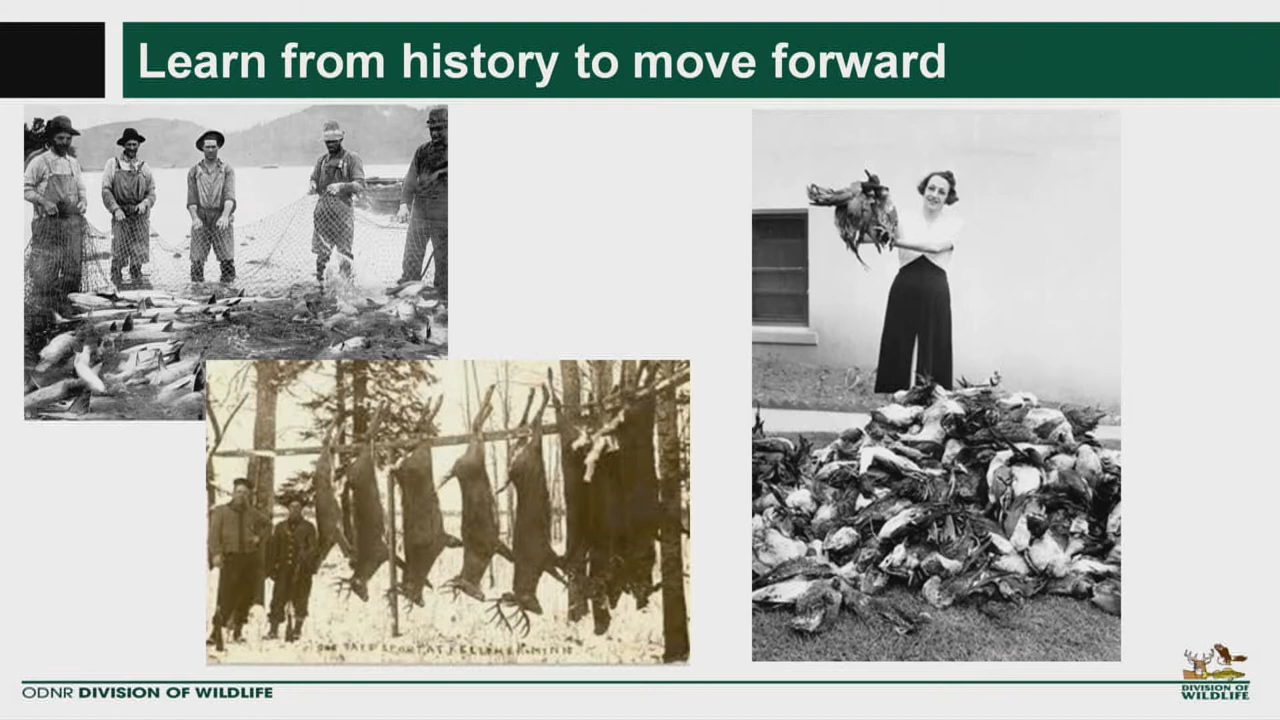 Learn from history to move forward
ODNR DIVISION OF WILDLIFE
DIVISION OF
WILDLIFE